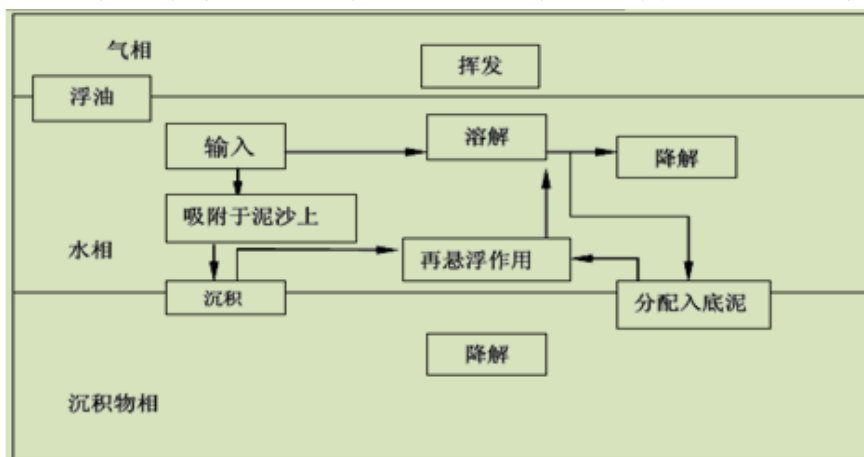 气相
挥发
浮油
输入
溶解
降解
吸附于泥沙上
水相
再悬浮作用
沉积
分配入底泥
降解
沉积物相